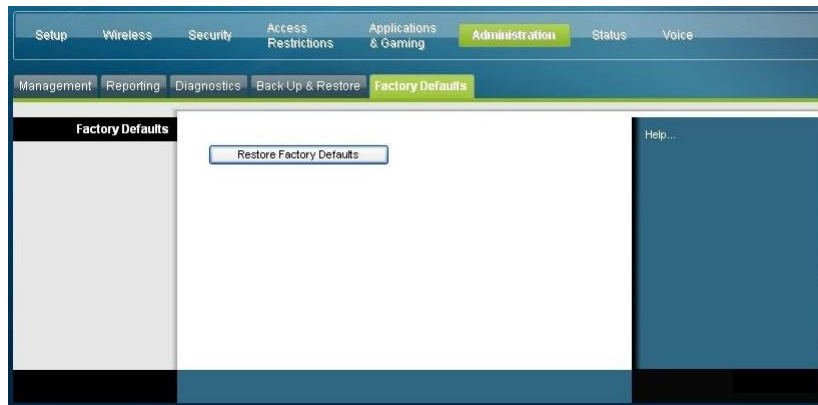 Setup Wireless Security Access Restrictions Applications & Gaming Administration Status Voice
Management Reporting Diagnostics Back Up & Restore Factory Defaults
Factory Defaults
Restore Factory Defaults
Help...